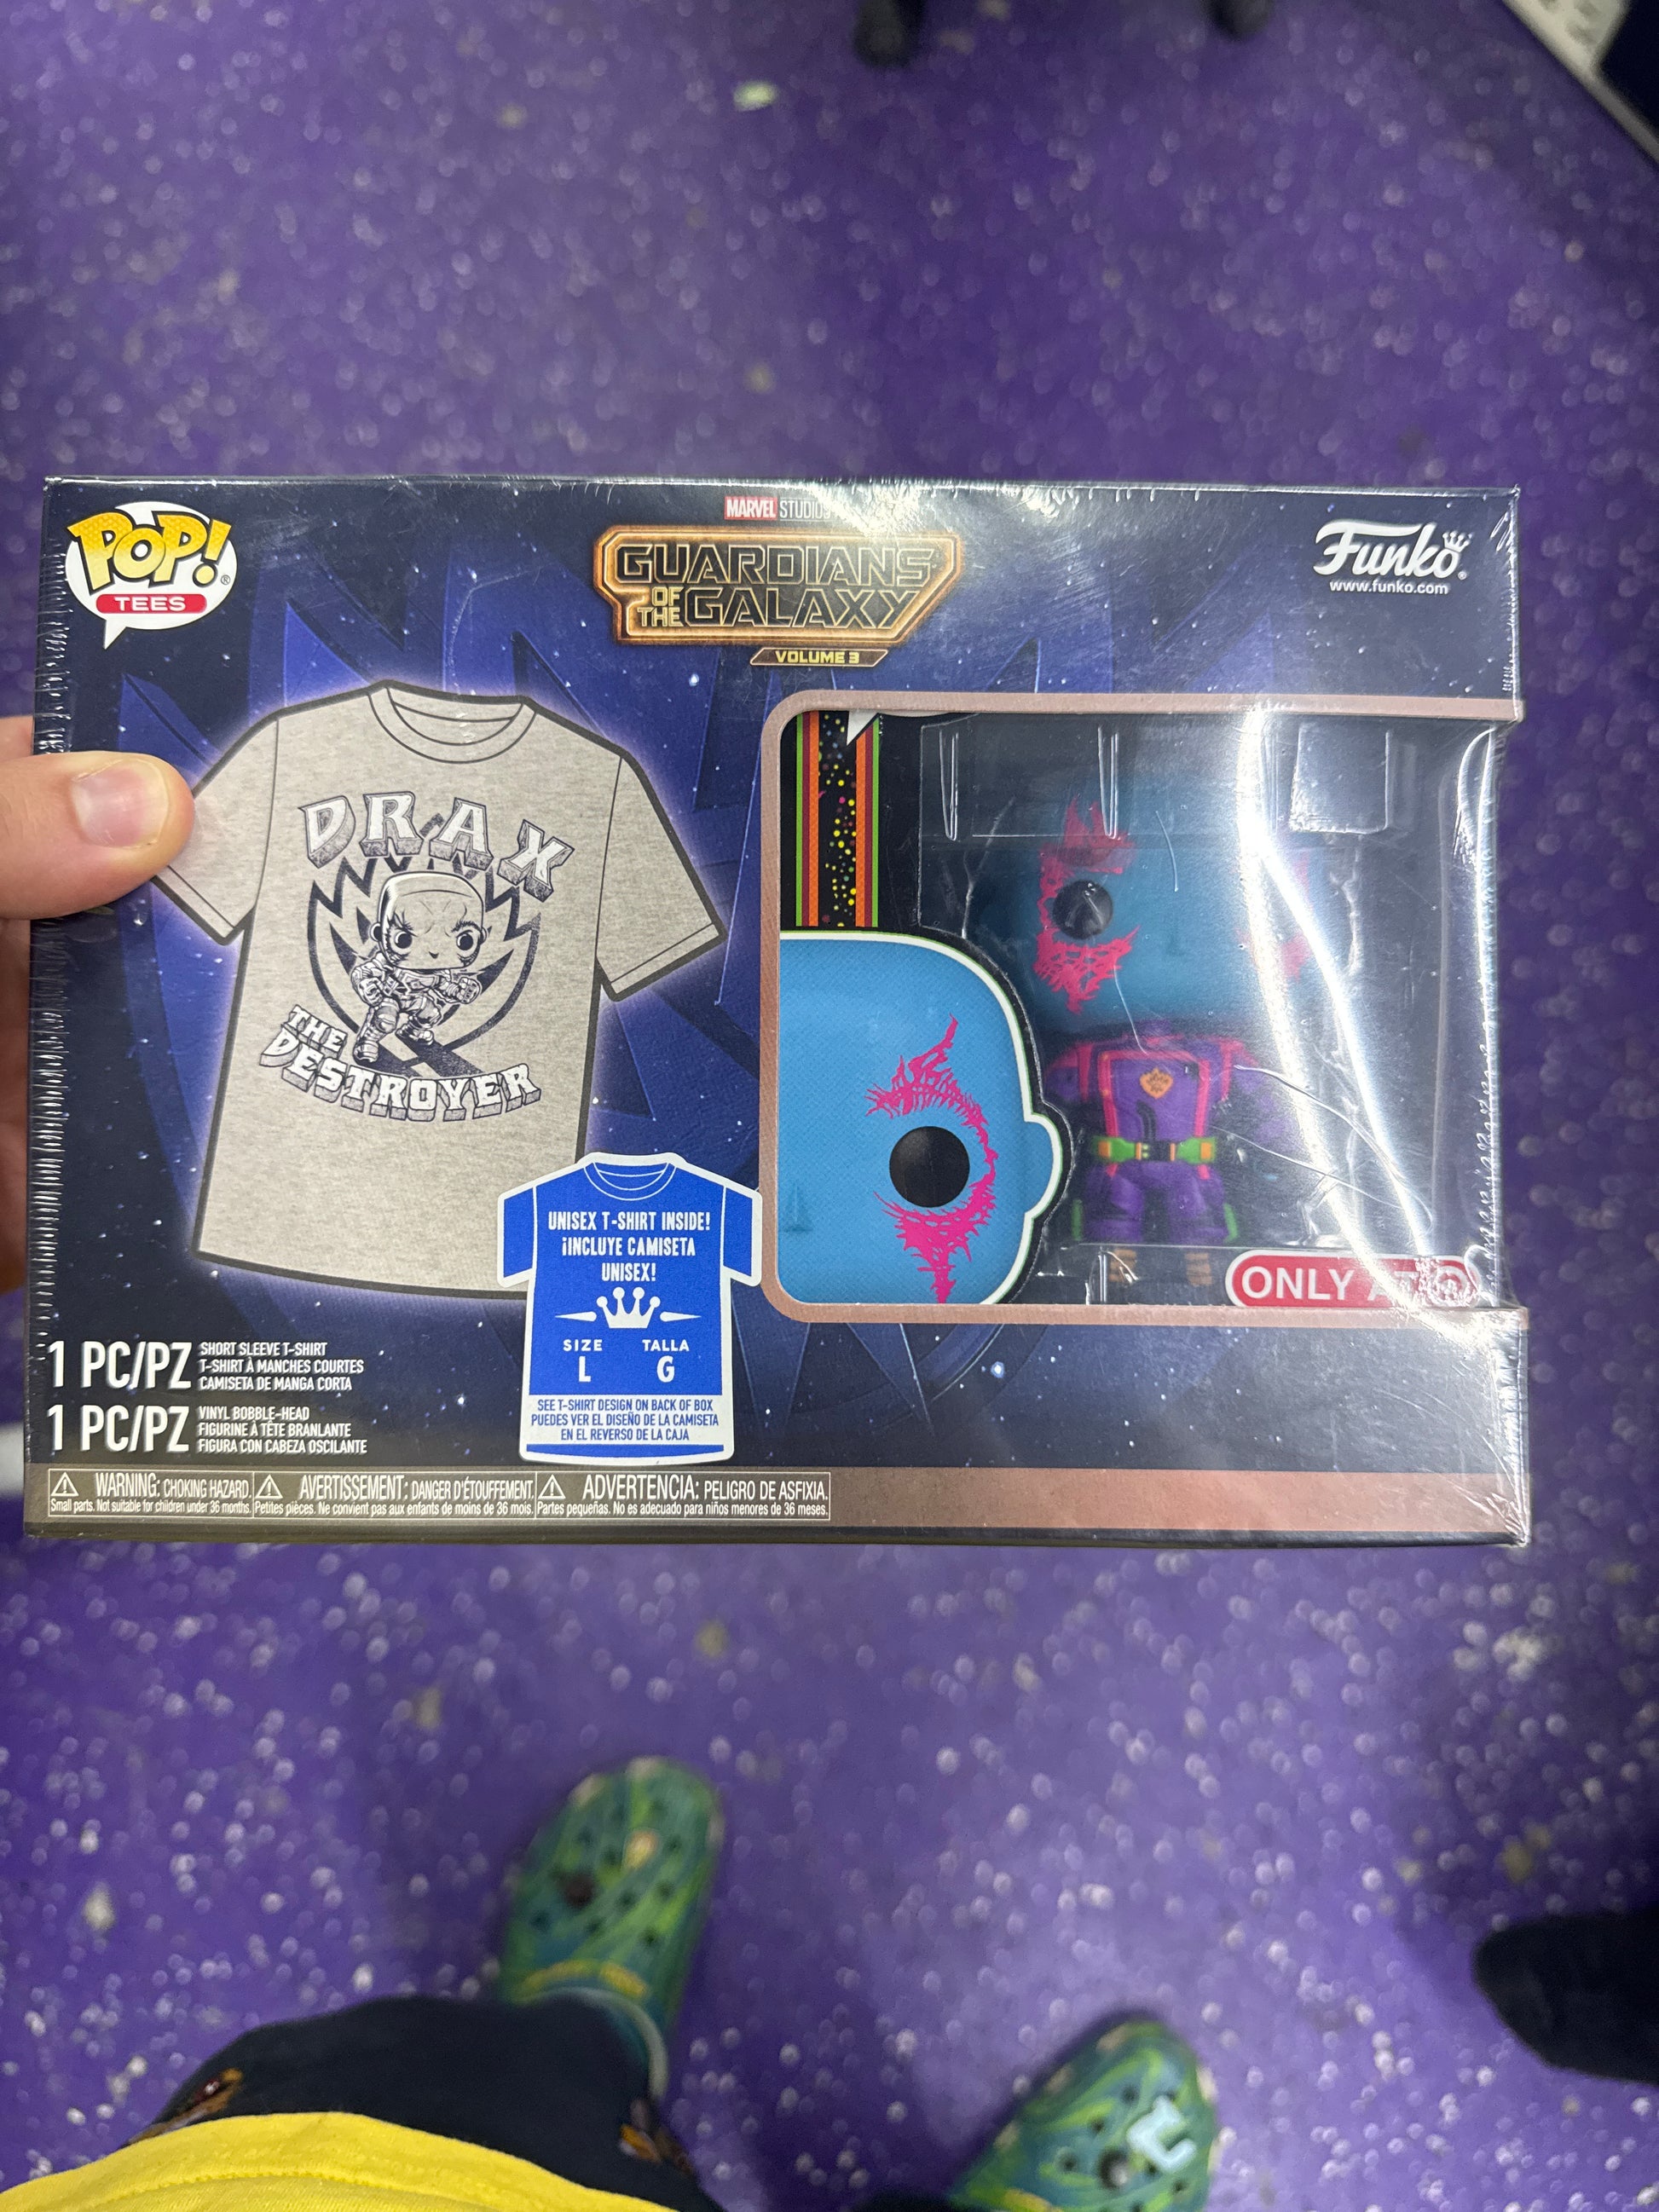 POP!®
TEES
MARVEL STUDIOS
GUARDIANS
OF THE GALAXY
VOLUME 3
Funko®
www.funko.com
DRAX
THE
DESTROYER
UNISEX T-SHIRT INSIDE!
¡INCLUYE CAMISETA
UNISEX!
SIZE TALLA
L G
SEE T-SHIRT DESIGN ON BACK OF BOX
PUEDES VER EL DISEÑO DE LA CAMISETA
EN EL REVERSO DE LA CAJA
ONLY AT
1 PC/PZ
SHORT SLEEVE T-SHIRT
T-SHIRT À MANCHES COURTES
CAMISETA DE MANGA CORTA
1 PC/PZ
VINYL BOBBLE-HEAD
FIGURINE À TÊTE BRANLANTE
FIGURA CON CABEZA OSCILANTE
WARNING: CHOKING HAZARD.
Small parts. Not suitable for children under 36 months.
AVERTISSEMENT: DANGER D'ÉTOUFFEMENT.
Petites pièces. Ne convient pas aux enfants de moins de 36 mois.
ADVERTENCIA: PELIGRO DE ASFIXIA.
Partes pequeñas. No es adecuado para niños menores de 36 meses.